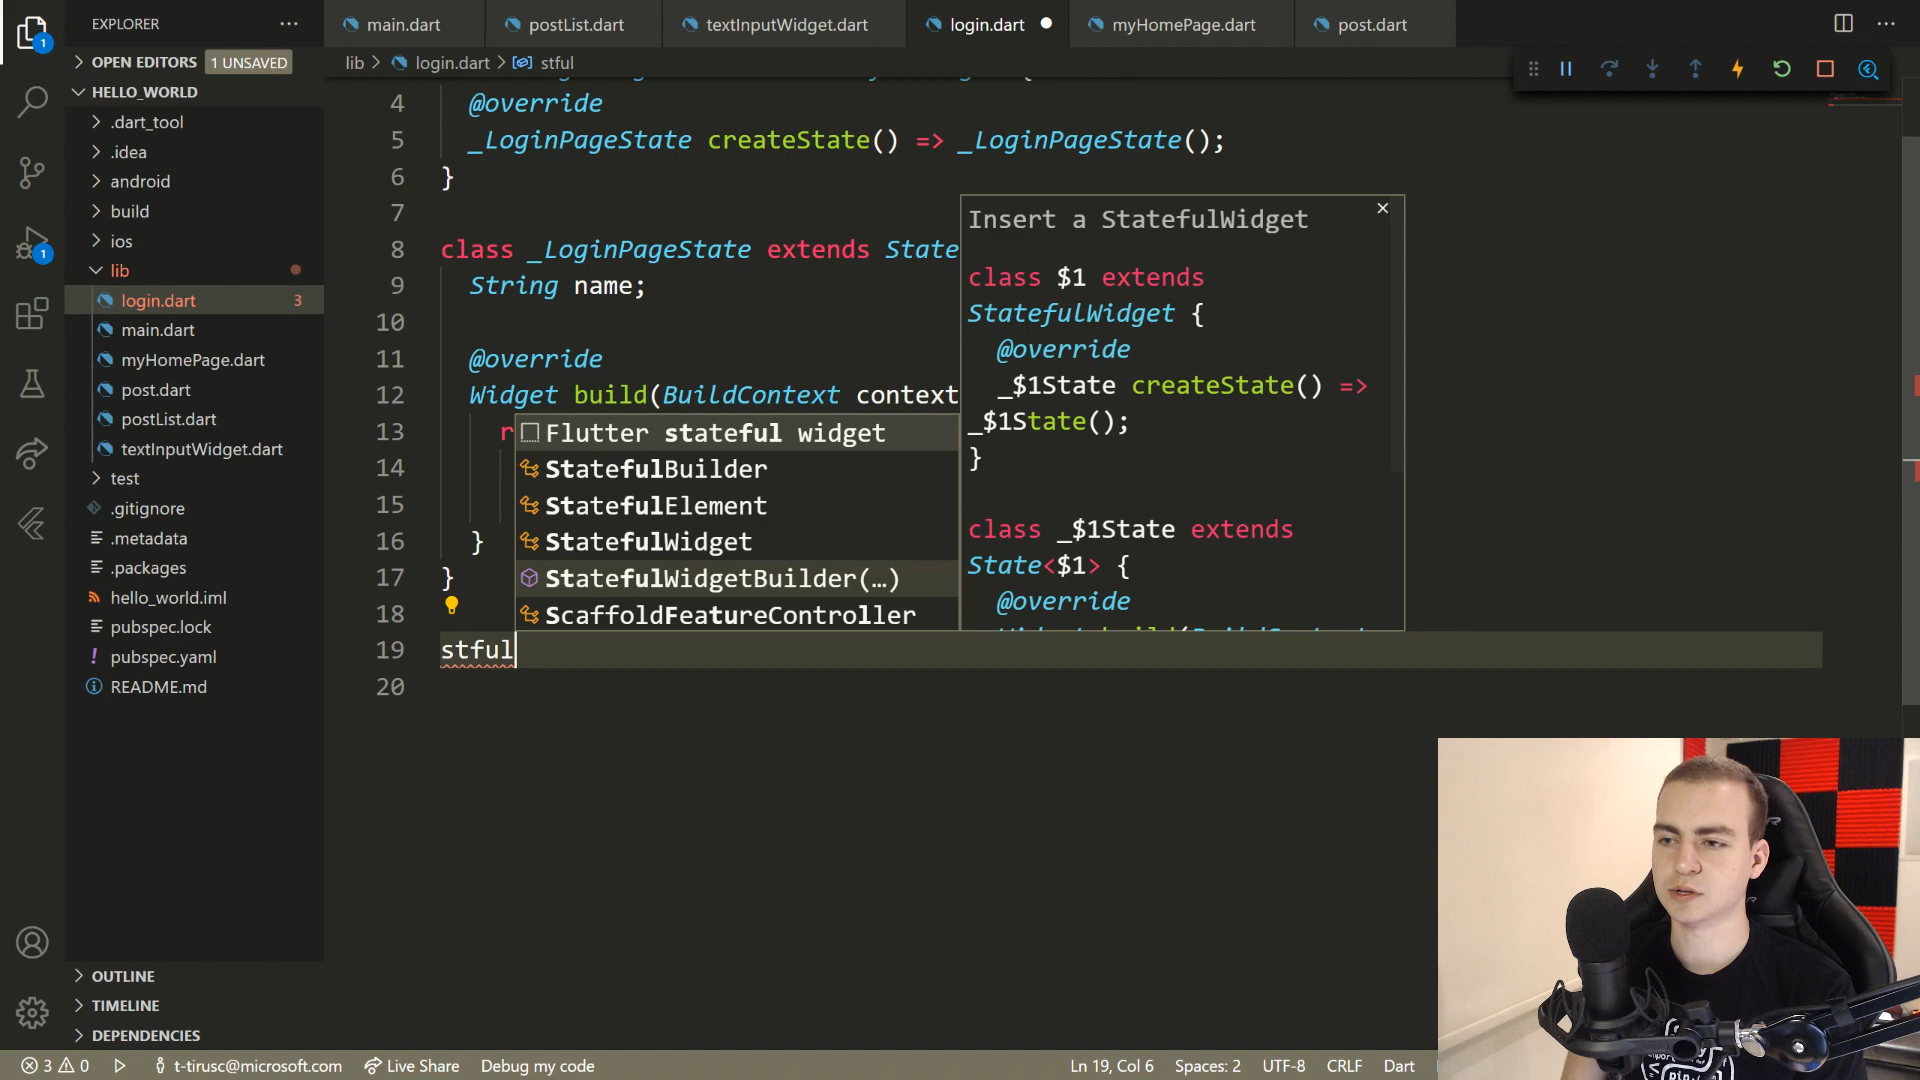 EXPLORER
main.dart
postList.dart
textInputWidget.dart
login.dart
myHomePage.dart
post.dart
OPEN EDITORS 1 UNSAVED
lib > login.dart > stful
HELLO_WORLD
.dart_tool
.idea
android
build
ios
lib
login.dart 3
main.dart
myHomePage.dart
post.dart
postList.dart
textInputWidget.dart
test
.gitignore
.metadata
.packages
hello_world.iml
pubspec.lock
pubspec.yaml
README.md
OUTLINE
TIMELINE
DEPENDENCIES
1
1
4 @override
5 _LoginPageState createState() => _LoginPageState();
6 }
7
8 class _LoginPageState extends State
9 String name;
10
11 @override
12 Widget build(BuildContext context
13 r
14
15
16 }
17 }
18
19 stful
20
Flutter stateful widget
StatefulBuilder
StatefulElement
StatefulWidget
StatefulWidgetBuilder(…)
ScaffoldFeatureController
Insert a StatefulWidget
class $1 extends
StatefulWidget {
@override
_$1State createState() =>
_$1State();
}
class _$1State extends
State<$1> {
@override
3 0
t-tirusc@microsoft.com
Live Share
Debug my code
Ln 19, Col 6
Spaces: 2
UTF-8
CRLF
Dart